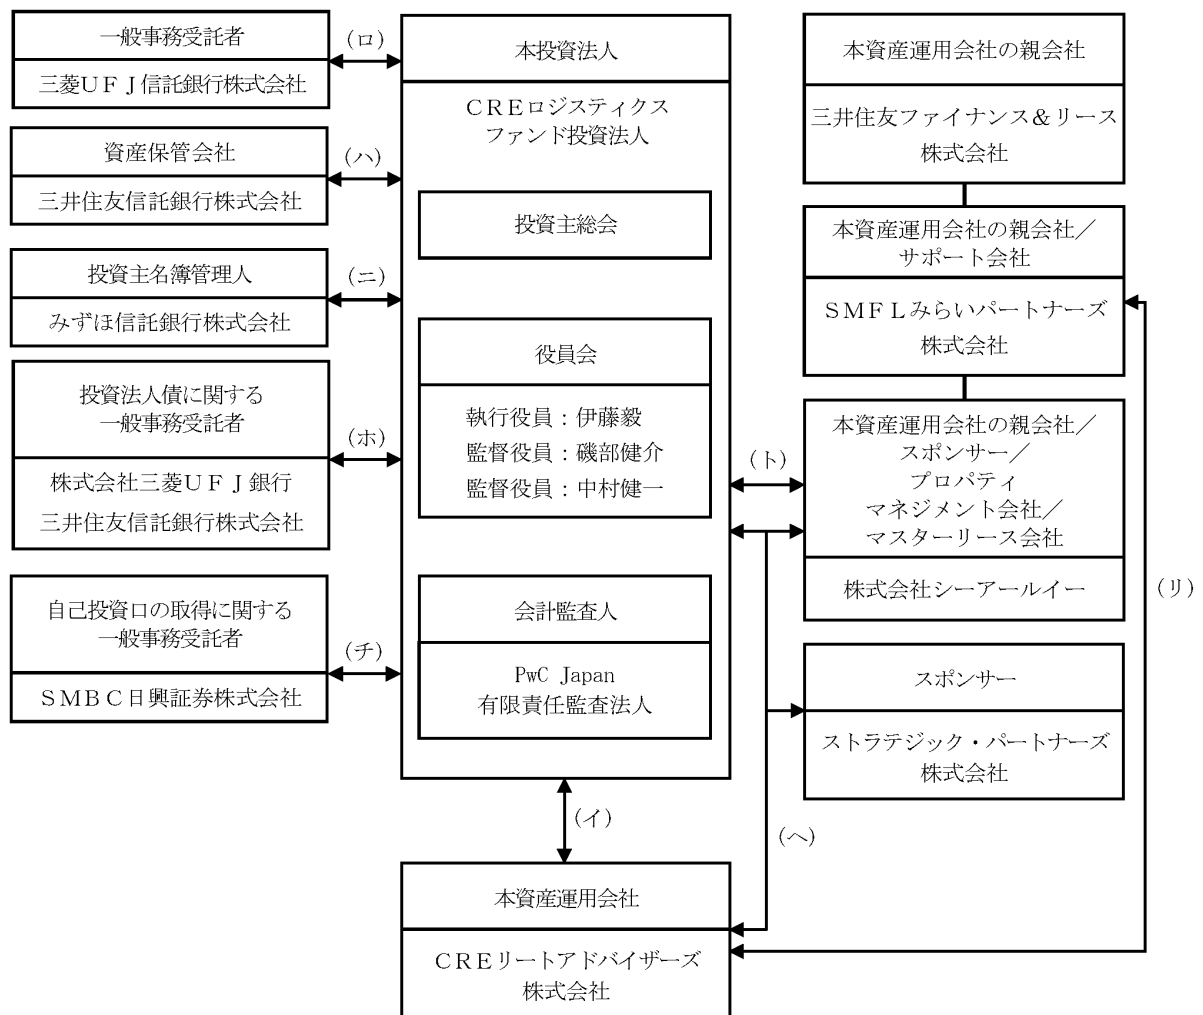 一般事務受託者
三菱UFJ信託銀行株式会社
(ロ)
資産保管会社
三井住友信託銀行株式会社
(ハ)
投資主名簿管理人
みずほ信託銀行株式会社
(ニ)
投資法人債に関する
一般事務受託者
株式会社三菱UFJ銀行
三井住友信託銀行株式会社
(ホ)
自己投資口の取得に関する
一般事務受託者
SMBC日興証券株式会社
(チ)
本投資法人
CREロジスティクス
ファンド投資法人
投資主総会
役員会
執行役員:伊藤毅
監督役員:磯部健介
監督役員:中村健一
会計監査人
PwC Japan
有限責任監査法人
(イ)
本資産運用会社
CREリートアドバイザーズ
株式会社
本資産運用会社の親会社
三井住友ファイナンス&リース
株式会社
本資産運用会社の親会社/
サポート会社
SMFLみらいパートナーズ
株式会社
本資産運用会社の親会社/
スポンサー/
プロパティ
マネジメント会社/
マスターリース会社
株式会社シーアールイー
(ト)
スポンサー
ストラテジック・パートナーズ
株式会社
(ヘ)
(リ)